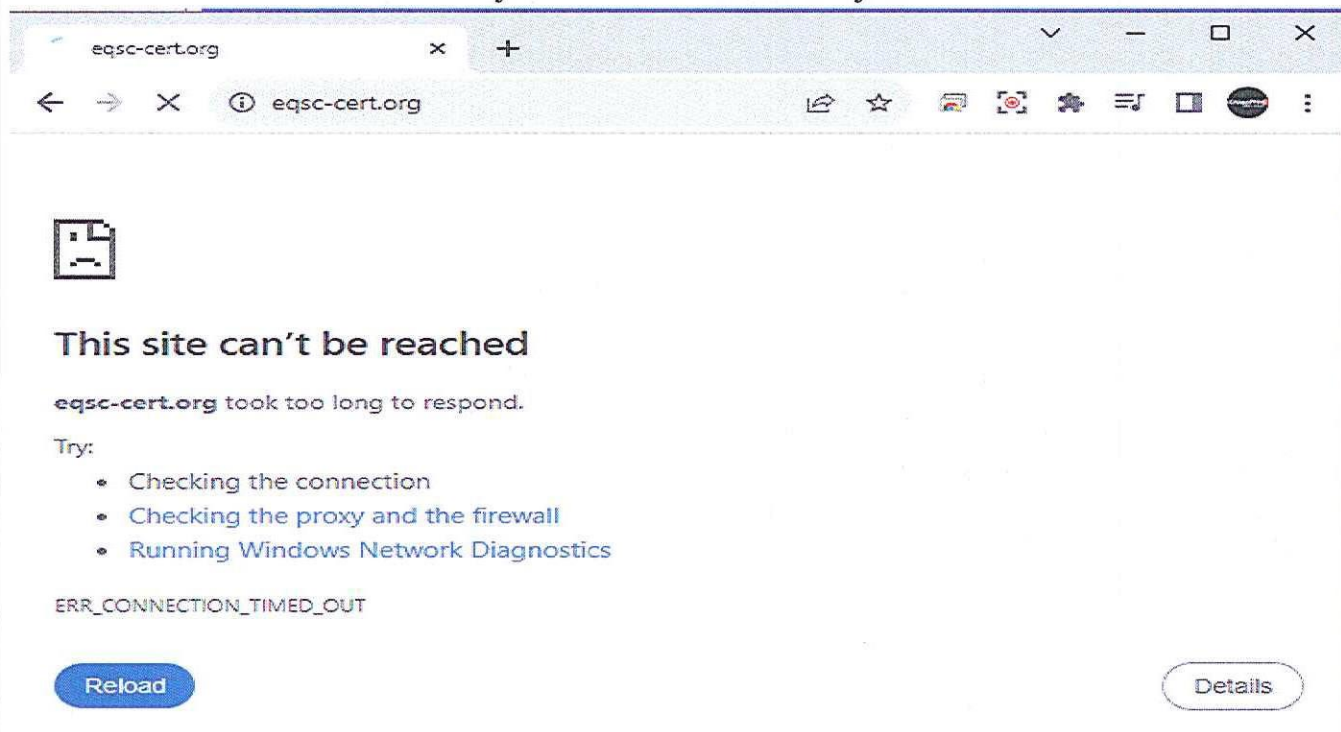 eqsc-cert.org
eqsc-cert.org
This site can't be reached
eqsc-cert.org took too long to respond.
Try:
• Checking the connection
• Checking the proxy and the firewall
• Running Windows Network Diagnostics
ERR_CONNECTION_TIMED_OUT
Reload
Details